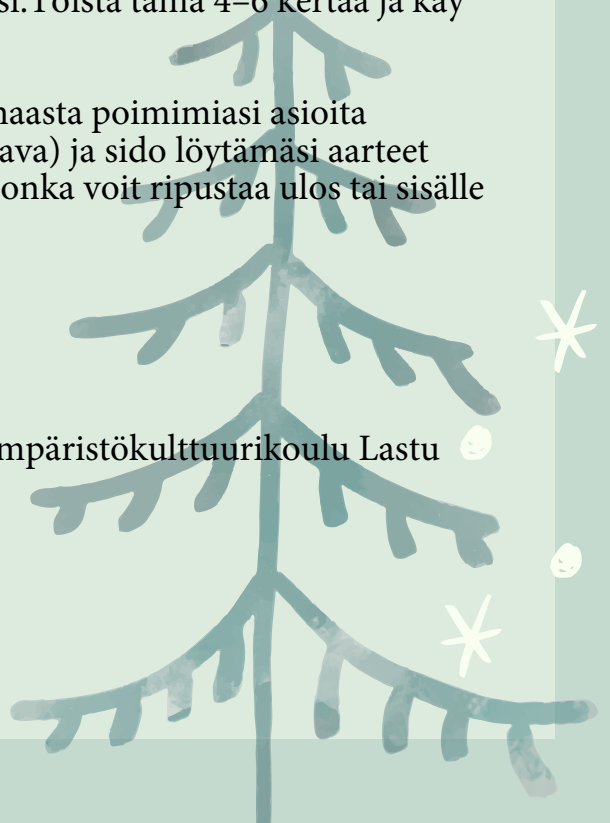 si. Toista tämä 4–6 kertaa ja käy
maasta poimimiasi asioita
ava) ja sido löytämäsi aarteet
onka voit ripustaa ulos tai sisälle
mpäristökulttuurikoulu Lastu